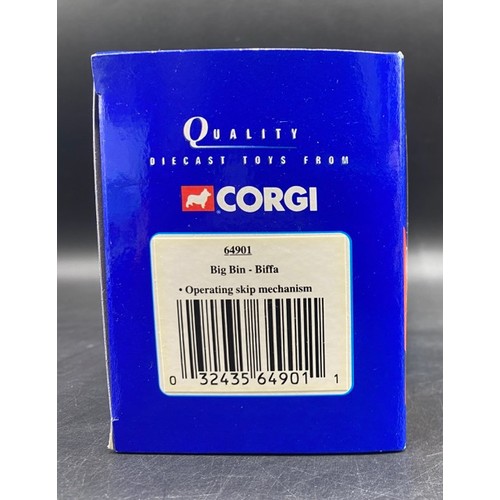 QUALITY
DIECAST TOYS FROM
CORGI
64901
Big Bin - Biffa
• Operating skip mechanism
0 32435 64901 1